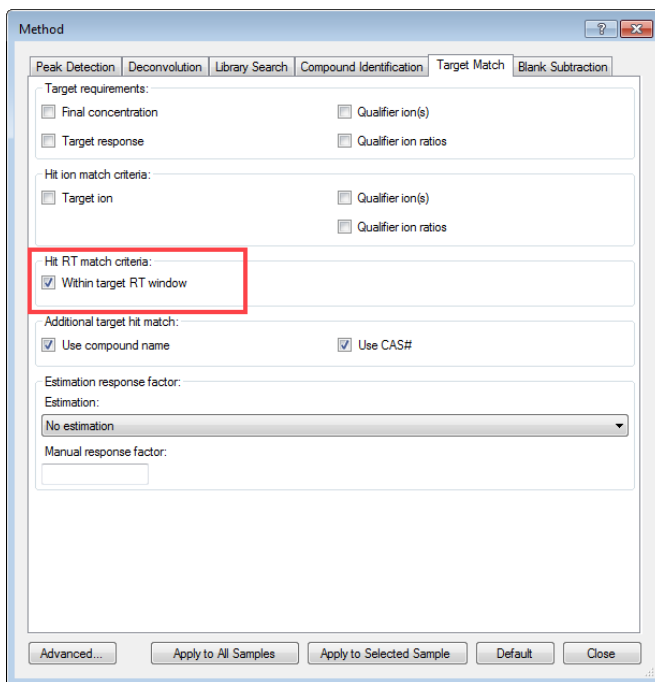 Method
Peak Detection Deconvolution Library Search Compound Identification Target Match Blank Subtraction
Target requirements:
Final concentration Qualifier ion(s)
Target response Qualifier ion ratios
Hit ion match criteria:
Target ion Qualifier ion(s)
Qualifier ion ratios
Hit RT match criteria:
Within target RT window
Additional target hit match:
Use compound name Use CAS#
Estimation response factor:
Estimation:
No estimation
Manual response factor:
Advanced... Apply to All Samples Apply to Selected Sample Default Close